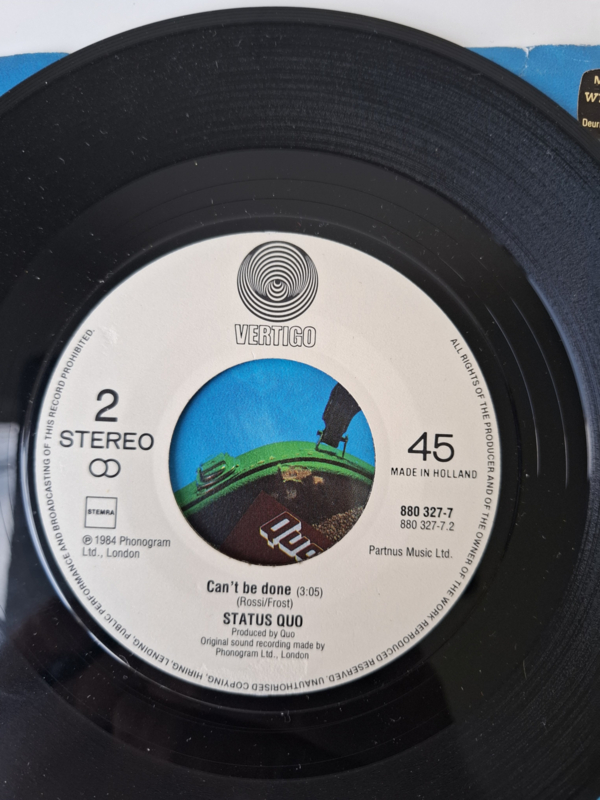 VERTIGO
2
STEREO
45
MADE IN HOLLAND
STEMRA
880 327-7
880 327-7.2
℗ 1984 Phonogram
Ltd., London
Partnus Music Ltd.
Can't be done (3:05)
(Rossi/Frost)
STATUS QUO
Produced by Quo
Original sound recording made by
Phonogram Ltd., London
ALL RIGHTS OF THE PRODUCER AND OF THE OWNER OF THE WORK REPRODUCED RESERVED. UNAUTHORISED COPYING, HIRING, LENDING, PUBLIC PERFORMANCE AND BROADCASTING OF THIS RECORD PROHIBITED.
Quo